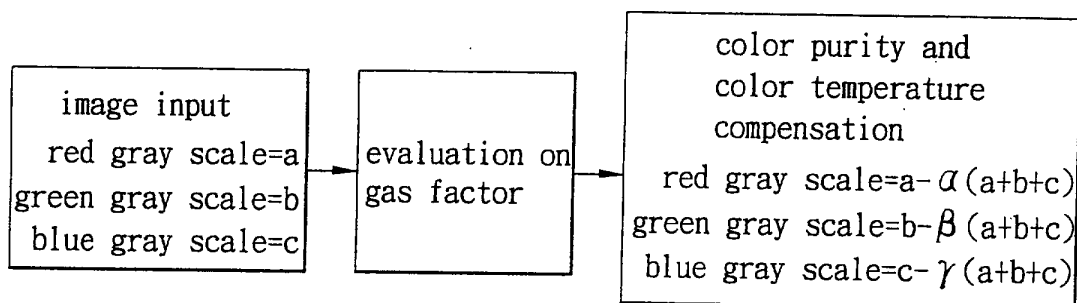 image input
red gray scale=a
green gray scale=b
blue gray scale=c
evaluation on
gas factor
color purity and
color temperature
compensation
red gray scale=a-α(a+b+c)
green gray scale=b-β(a+b+c)
blue gray scale=c-γ(a+b+c)